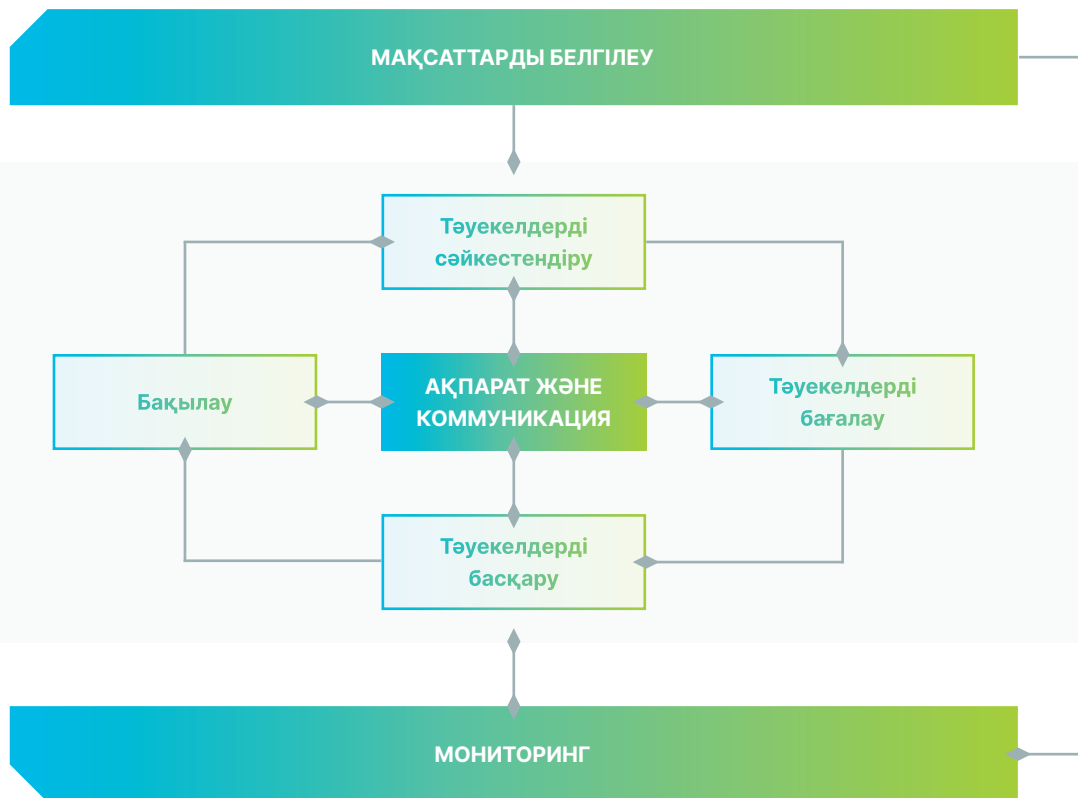 МАҚСАТТАРДЫ БЕЛГІЛЕУ
Тәуекелдерді
сәйкестендіру
Бақылау
АҚПАРАТ ЖӘНЕ
КОММУНИКАЦИЯ
Тәуекелдерді
бағалау
Тәуекелдерді
басқару
МОНИТОРИНГ